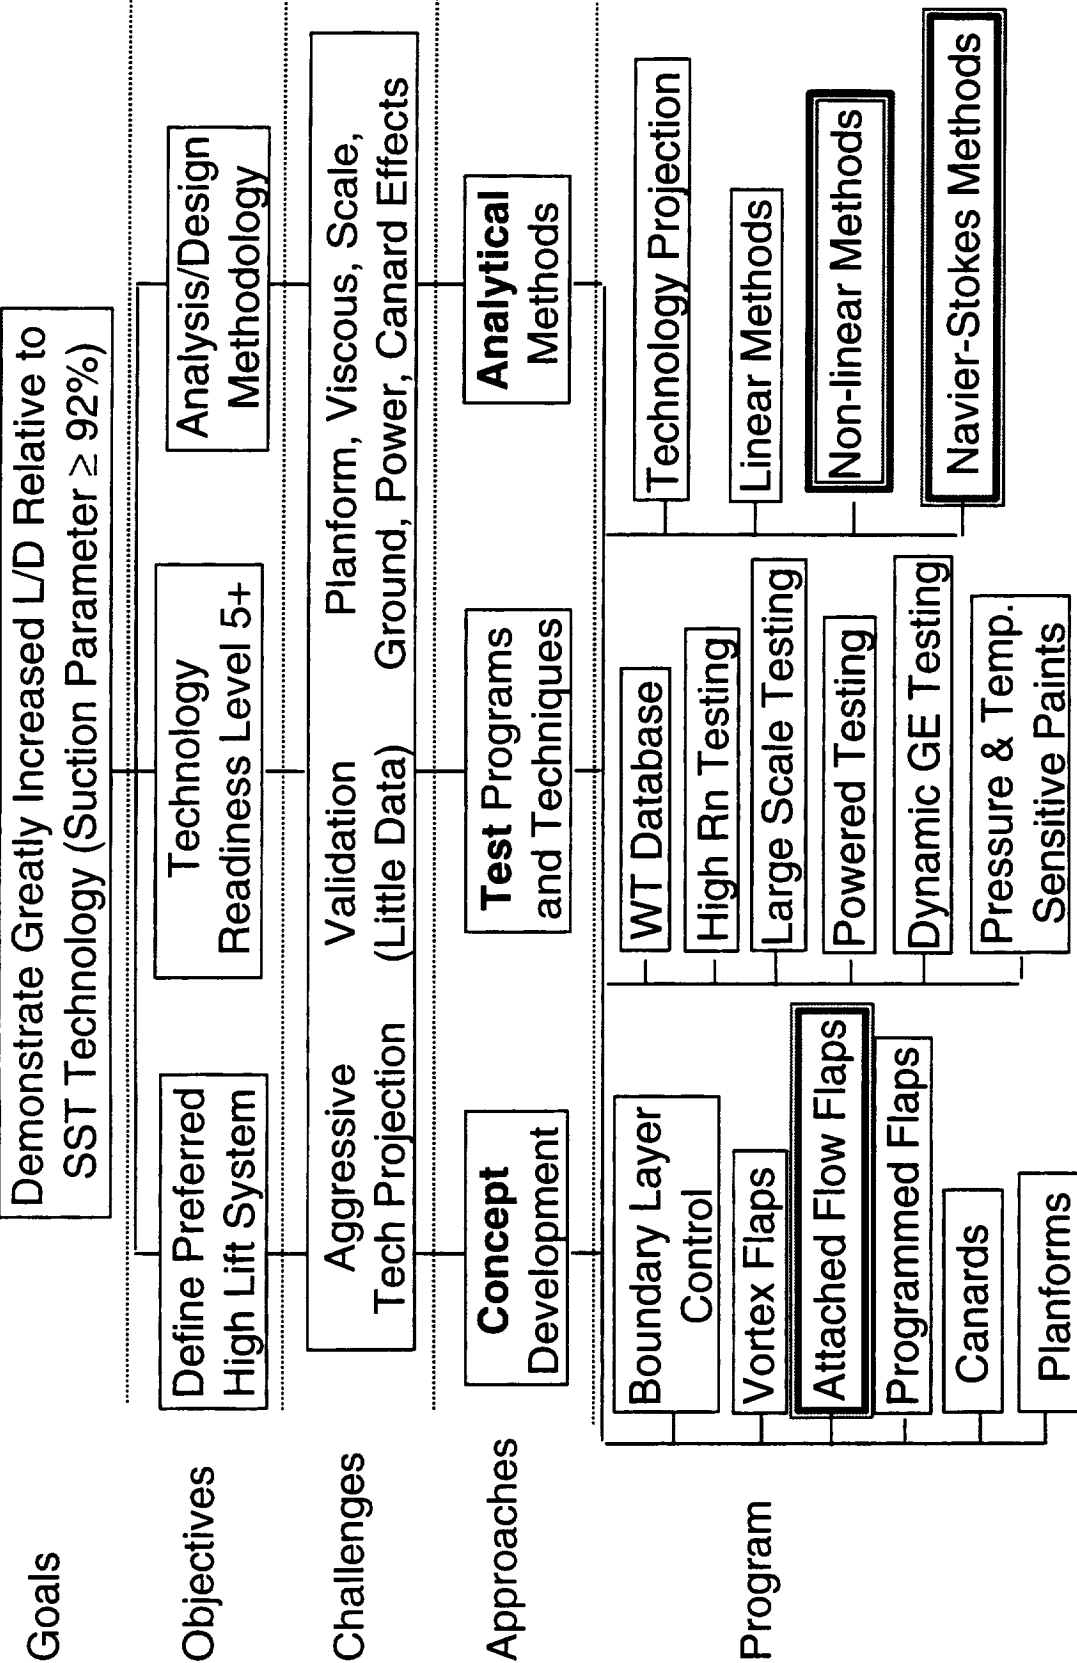 Goals
Demonstrate Greatly Increased L/D Relative to
SST Technology (Suction Parameter ≥ 92%)
Objectives
Define Preferred
High Lift System
Technology
Readiness Level 5+
Analysis/Design
Methodology
Challenges
Aggressive
Tech Projection
Validation
(Little Data)
Planform, Viscous, Scale,
Ground, Power, Canard Effects
Approaches
Concept
Development
Test Programs
and Techniques
Analytical
Methods
Program
Boundary Layer
Control
Vortex Flaps
Attached Flow Flaps
Programmed Flaps
Canards
Planforms
WT Database
High Rn Testing
Large Scale Testing
Powered Testing
Dynamic GE Testing
Pressure & Temp.
Sensitive Paints
Technology Projection
Linear Methods
Non-linear Methods
Navier-Stokes Methods